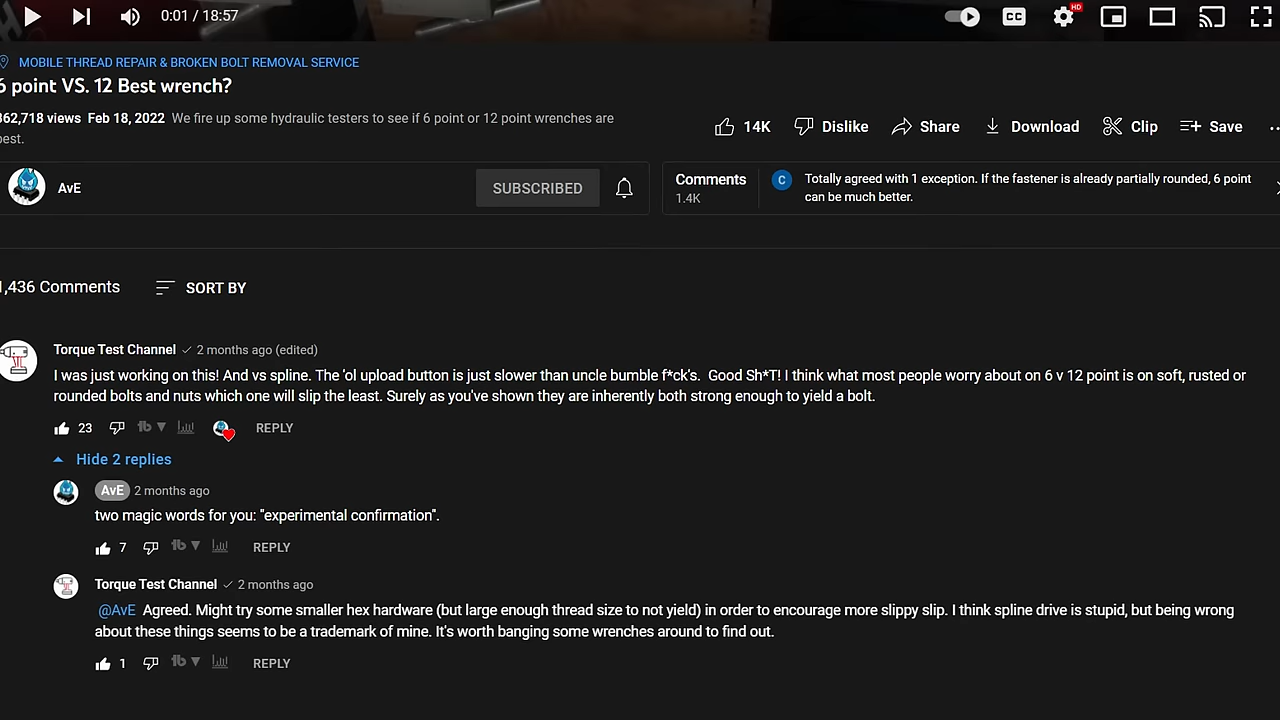 0:01 / 18:57
CC
HD
MOBILE THREAD REPAIR & BROKEN BOLT REMOVAL SERVICE
6 point VS. 12 Best wrench?
362,718 views Feb 18, 2022 We fire up some hydraulic testers to see if 6 point or 12 point wrenches are
best.
14K Dislike Share Download Clip Save
AvE
SUBSCRIBED
Comments
1.4K
C
Totally agreed with 1 exception. If the fastener is already partially rounded, 6 point
can be much better.
1,436 Comments SORT BY
Torque Test Channel 2 months ago (edited)
I was just working on this! And vs spline. The 'ol upload button is just slower than uncle bumble f*ck's. Good Sh*T! I think what most people worry about on 6 v 12 point is on soft, rusted or
rounded bolts and nuts which one will slip the least. Surely as you've shown they are inherently both strong enough to yield a bolt.
23 tb REPLY
Hide 2 replies
AvE 2 months ago
two magic words for you: "experimental confirmation".
7 tb REPLY
Torque Test Channel 2 months ago
@AvE Agreed. Might try some smaller hex hardware (but large enough thread size to not yield) in order to encourage more slippy slip. I think spline drive is stupid, but being wrong
about these things seems to be a trademark of mine. It's worth banging some wrenches around to find out.
1 tb REPLY